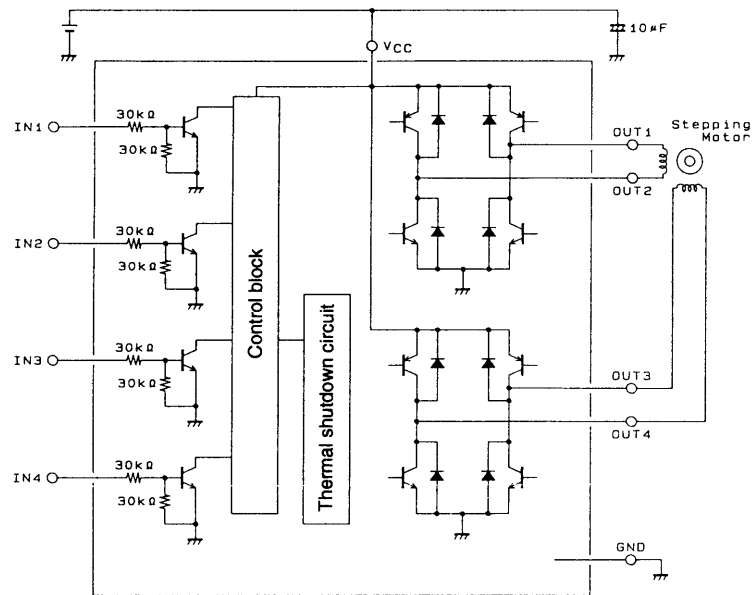 10μF
VCC
IN1
30kΩ
30kΩ
OUT1
Stepping
Motor
OUT2
IN2
30kΩ
30kΩ
Control block
Thermal shutdown circuit
IN3
30kΩ
30kΩ
OUT3
OUT4
IN4
30kΩ
30kΩ
GND